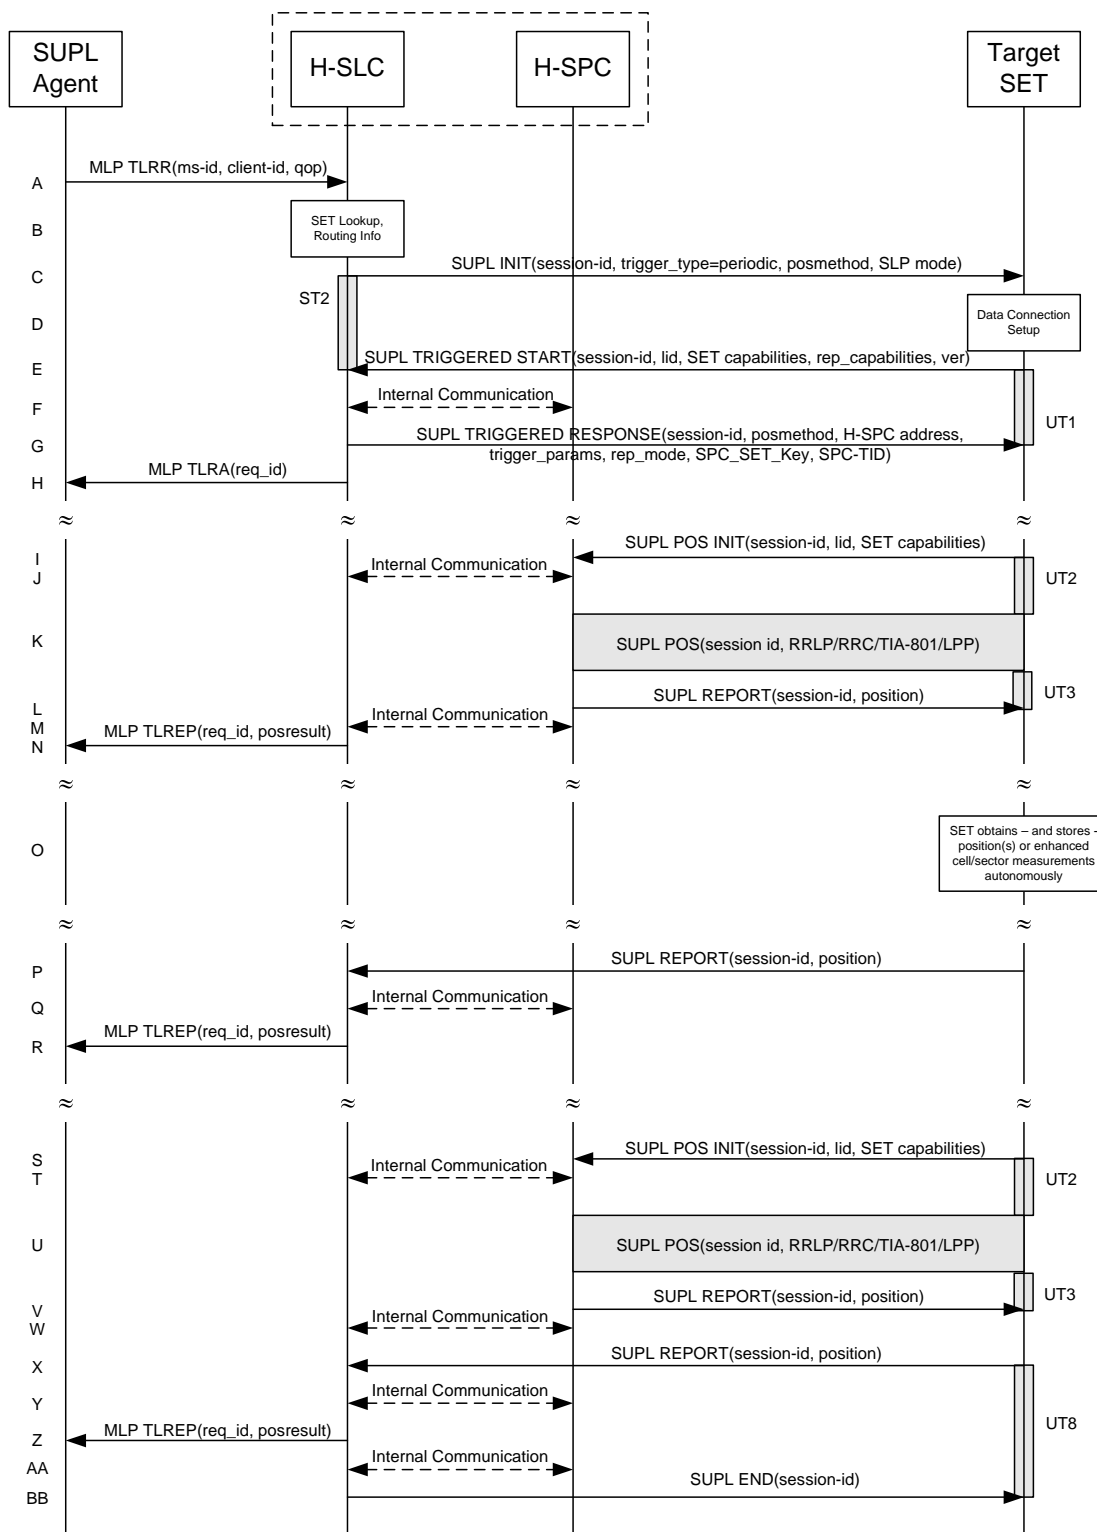 SUPL
Agent
H-SLC
H-SPC
Target
SET
MLP TLRR(ms-id, client-id, qop)
A
SET Lookup,
Routing Info
B
SUPL INIT(session-id, trigger_type=periodic, posmethod, SLP mode)
C
ST2
D
Data Connection
Setup
SUPL TRIGGERED START(session-id, lid, SET capabilities, rep_capabilities, ver)
E
Internal Communication
F
UT1
SUPL TRIGGERED RESPONSE(session-id, posmethod, H-SPC address,
trigger_params, rep_mode, SPC_SET_Key, SPC-TID)
G
MLP TLRA(req_id)
H
≈ ≈ ≈ ≈
SUPL POS INIT(session-id, lid, SET capabilities)
I
Internal Communication
J
UT2
K
SUPL POS(session id, RRLP/RRC/TIA-801/LPP)
SUPL REPORT(session-id, position)
UT3
L
Internal Communication
M
MLP TLREP(req_id, posresult)
N
≈ ≈ ≈ ≈
O
SET obtains – and stores -
position(s) or enhanced
cell/sector measurements
autonomously
≈ ≈ ≈ ≈
SUPL REPORT(session-id, position)
P
Internal Communication
Q
MLP TLREP(req_id, posresult)
R
≈ ≈ ≈ ≈
SUPL POS INIT(session-id, lid, SET capabilities)
S
Internal Communication
T
UT2
U
SUPL POS(session id, RRLP/RRC/TIA-801/LPP)
SUPL REPORT(session-id, position)
UT3
V
Internal Communication
W
SUPL REPORT(session-id, position)
X
Internal Communication
Y
MLP TLREP(req_id, posresult)
Z
UT8
Internal Communication
AA
SUPL END(session-id)
BB